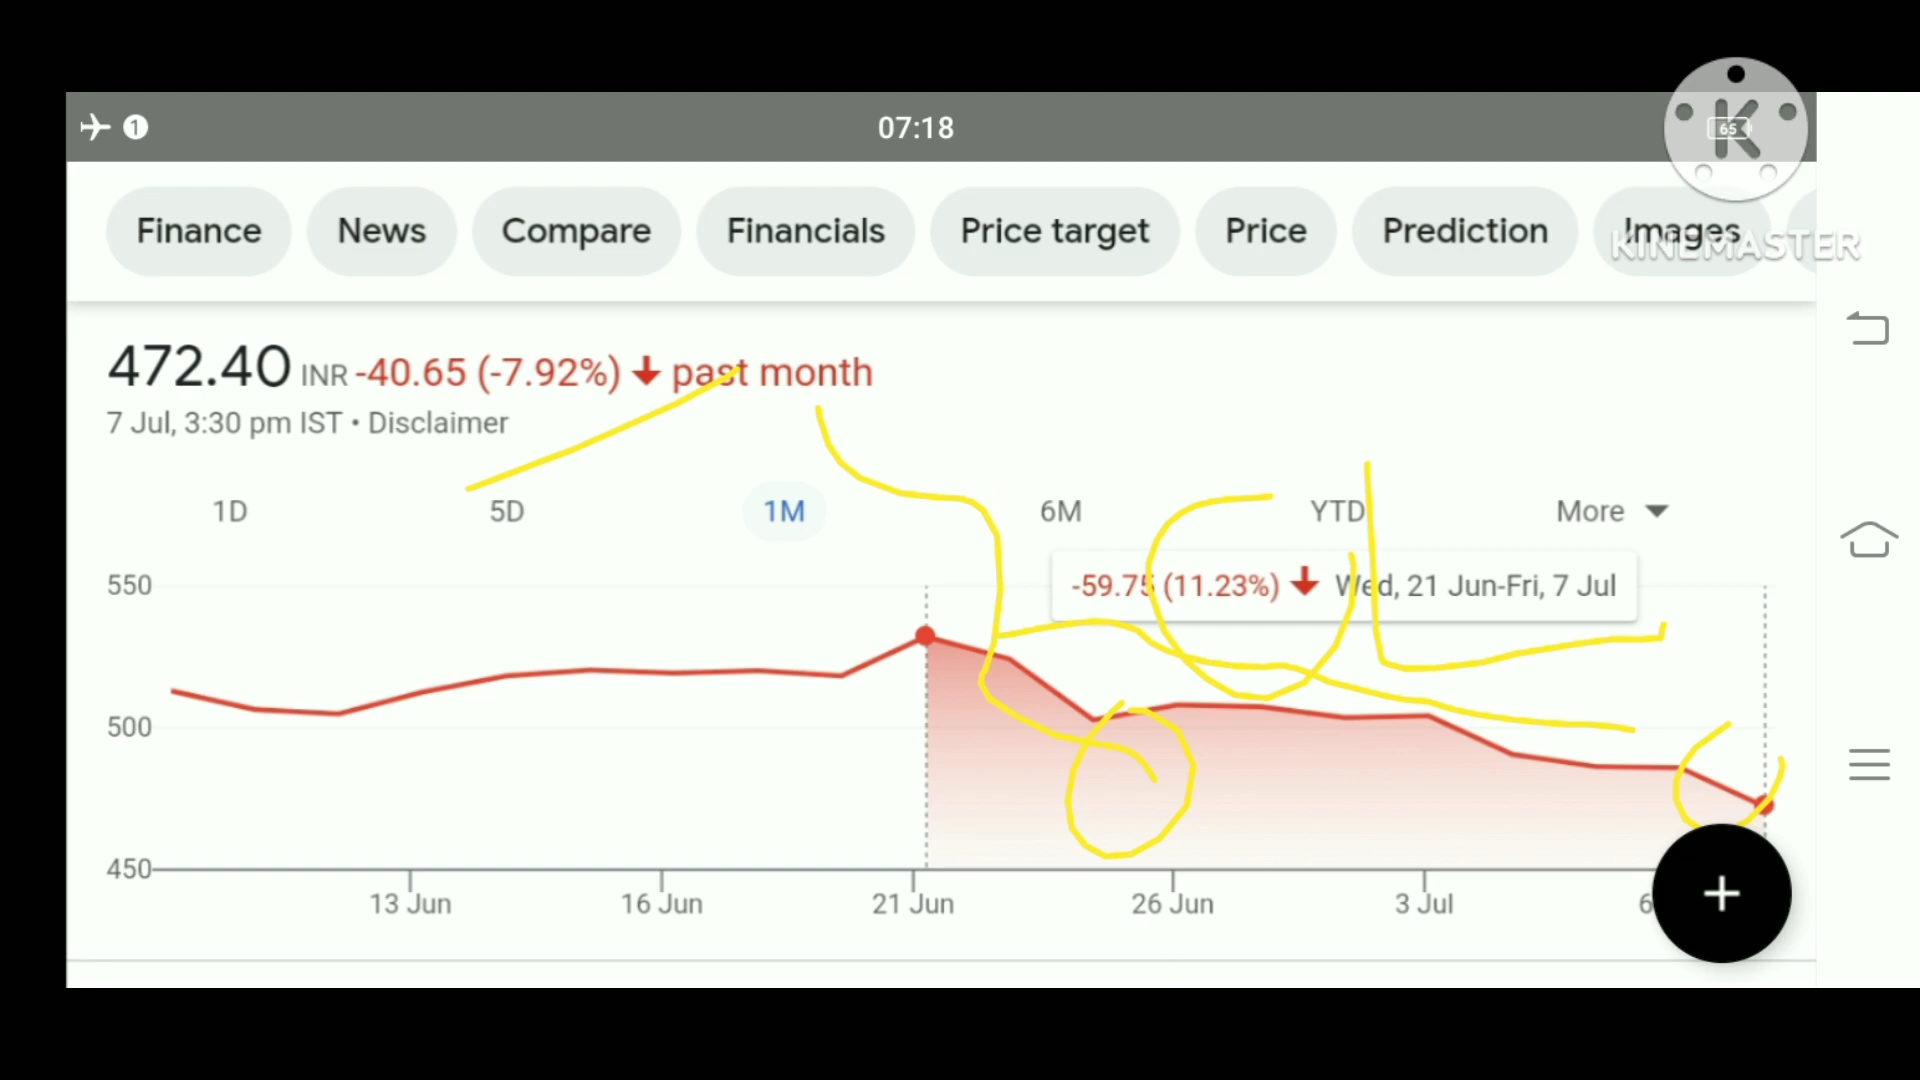 1 07:18 65
K
Finance News Compare Financials Price target Price Prediction Images
KINEMASTER
472.40 INR -40.65 (-7.92%) past month
7 Jul, 3:30 pm IST • Disclaimer
1D 5D 1M 6M YTD More
-59.75 (11.23%) Wed, 21 Jun-Fri, 7 Jul
550
500
450
13 Jun 16 Jun 21 Jun 26 Jun 3 Jul 6